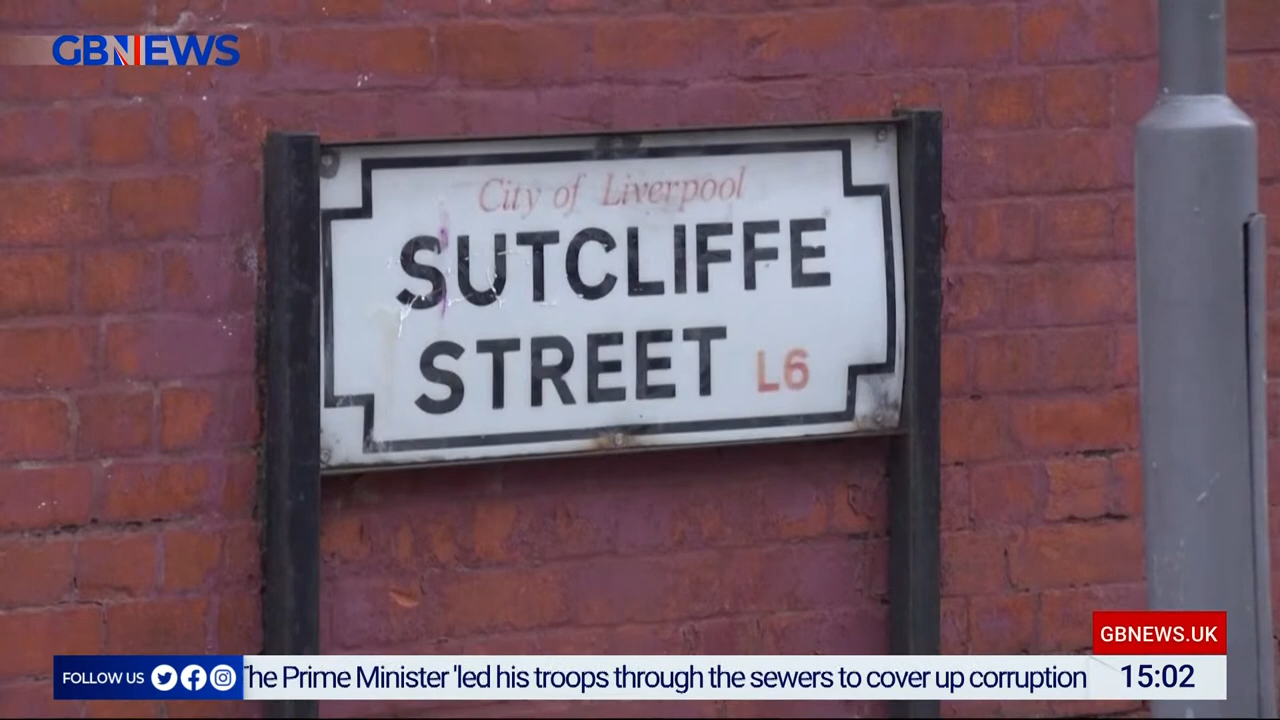 GBNEWS
City of Liverpool
SUTCLIFFE
STREET L6
GBNEWS.UK
FOLLOW US he Prime Minister 'led his troops through the sewers to cover up corruption 15:02